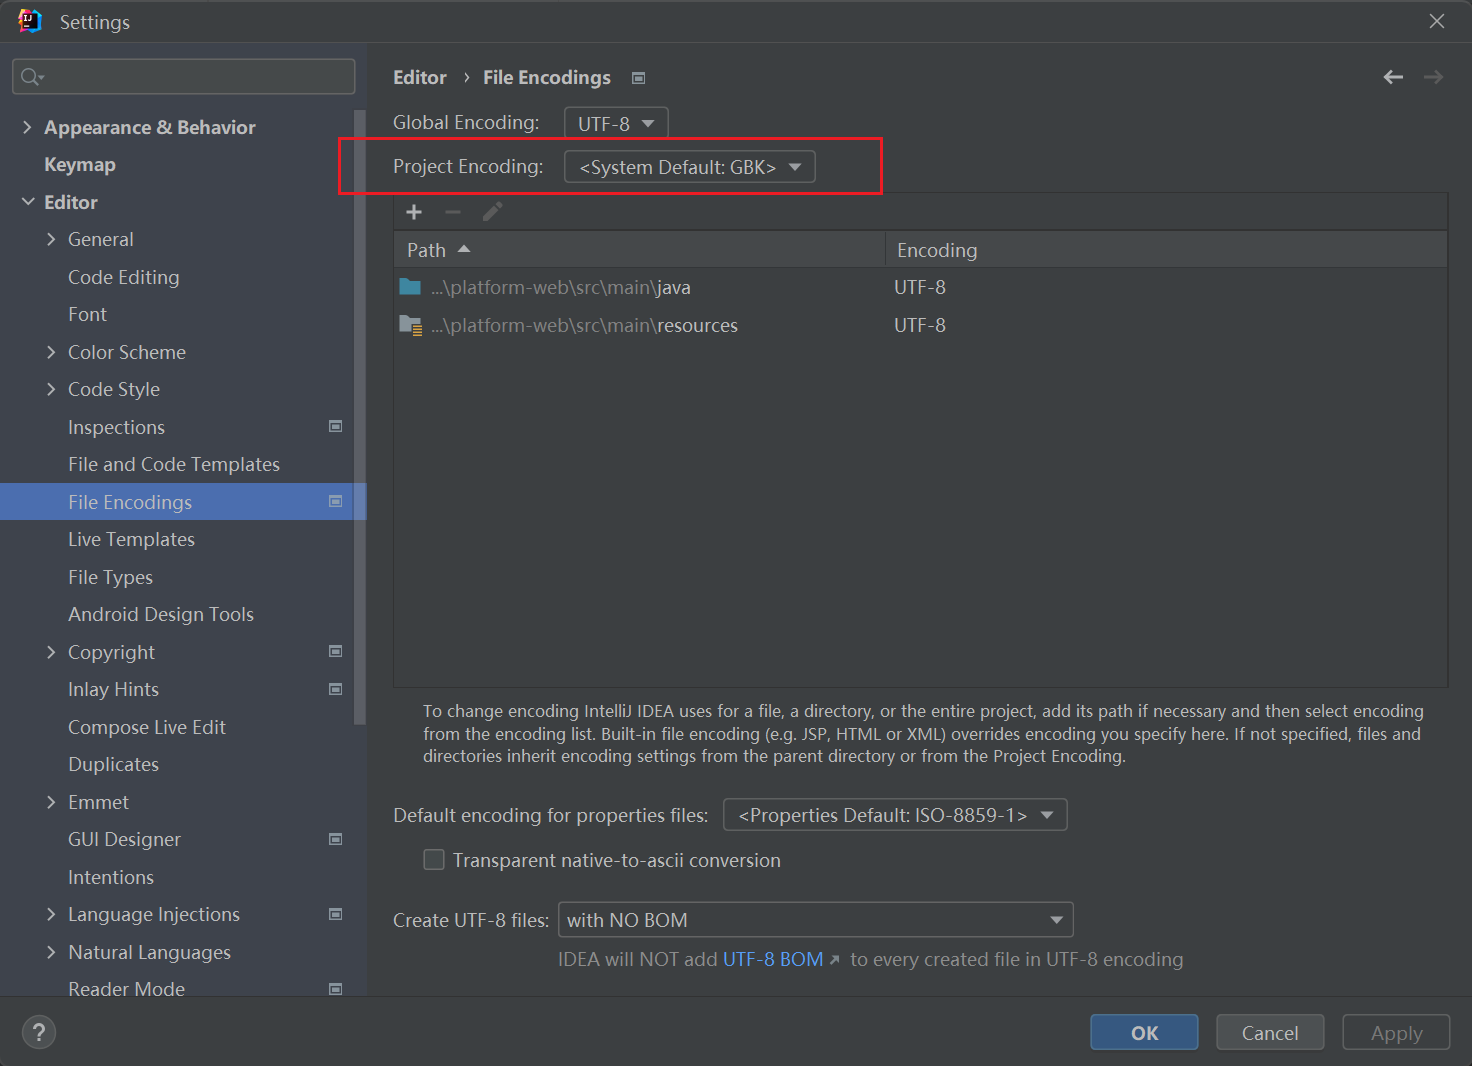 Settings
Editor › File Encodings
Global Encoding: UTF-8
Project Encoding: <System Default: GBK>
Path Encoding
...\platform-web\src\main\java UTF-8
...\platform-web\src\main\resources UTF-8
To change encoding IntelliJ IDEA uses for a file, a directory, or the entire project, add its path if necessary and then select encoding
from the encoding list. Built-in file encoding (e.g. JSP, HTML or XML) overrides encoding you specify here. If not specified, files and
directories inherit encoding settings from the parent directory or from the Project Encoding.
Default encoding for properties files: <Properties Default: ISO-8859-1>
Transparent native-to-ascii conversion
Create UTF-8 files: with NO BOM
IDEA will NOT add UTF-8 BOM ↗ to every created file in UTF-8 encoding
Appearance & Behavior
Keymap
Editor
General
Code Editing
Font
Color Scheme
Code Style
Inspections
File and Code Templates
File Encodings
Live Templates
File Types
Android Design Tools
Copyright
Inlay Hints
Compose Live Edit
Duplicates
Emmet
GUI Designer
Intentions
Language Injections
Natural Languages
Reader Mode
?
OK
Cancel
Apply